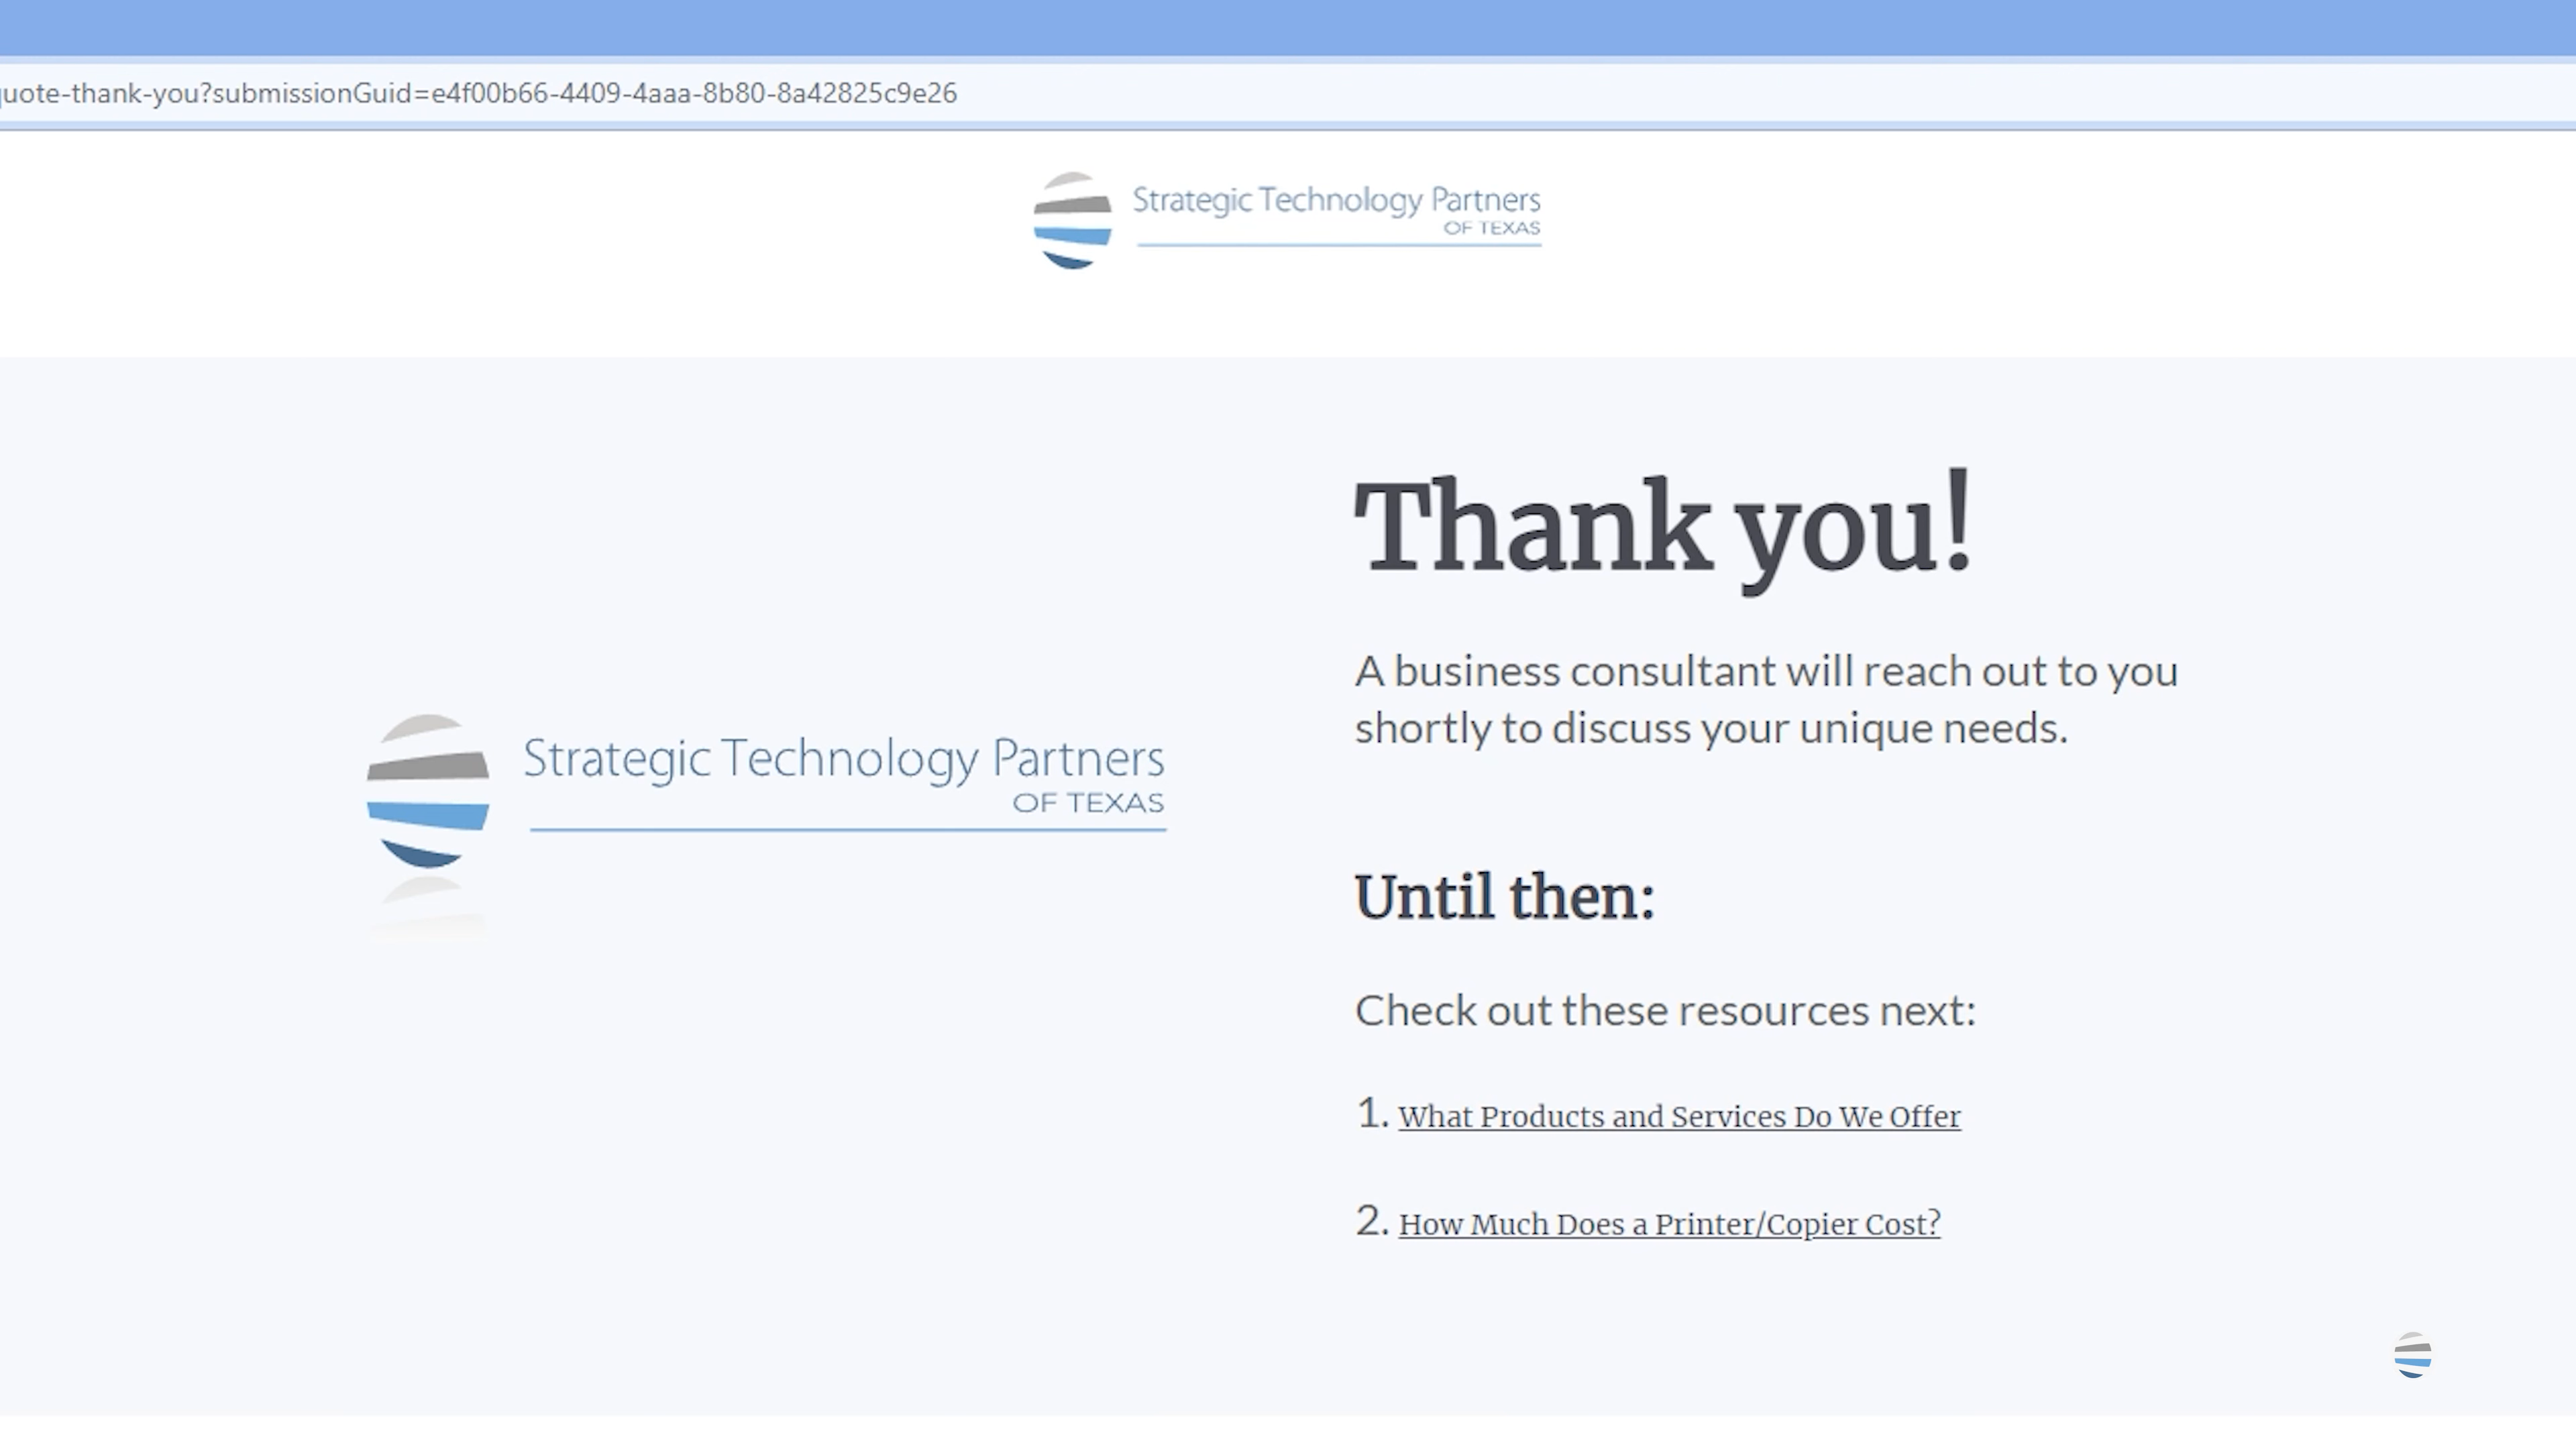 uote-thank-you?submissionGuid=e4f00b66-4409-4aaa-8b80-8a42825c9e26
Strategic Technology Partners
OF TEXAS
Strategic Technology Partners
OF TEXAS
Thank you!
A business consultant will reach out to you
shortly to discuss your unique needs.
Until then:
Check out these resources next:
1. What Products and Services Do We Offer
2. How Much Does a Printer/Copier Cost?